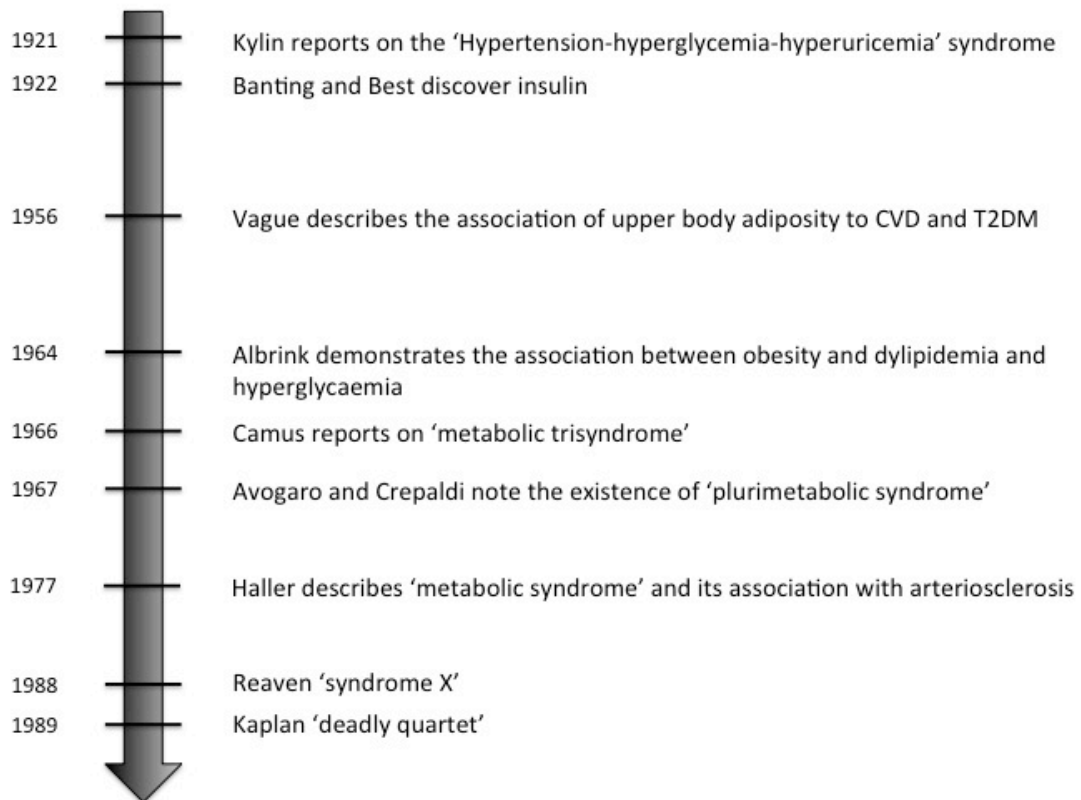 1921 Kylin reports on the ‘Hypertension-hyperglycemia-hyperuricemia’ syndrome
1922 Banting and Best discover insulin
1956 Vague describes the association of upper body adiposity to CVD and T2DM
1964 Albrink demonstrates the association between obesity and dylipidemia and
hyperglycaemia
1966 Camus reports on ‘metabolic trisyndrome’
1967 Avogaro and Crepaldi note the existence of ‘plurimetabolic syndrome’
1977 Haller describes ‘metabolic syndrome’ and its association with arteriosclerosis
1988 Reaven ‘syndrome X’
1989 Kaplan ‘deadly quartet’